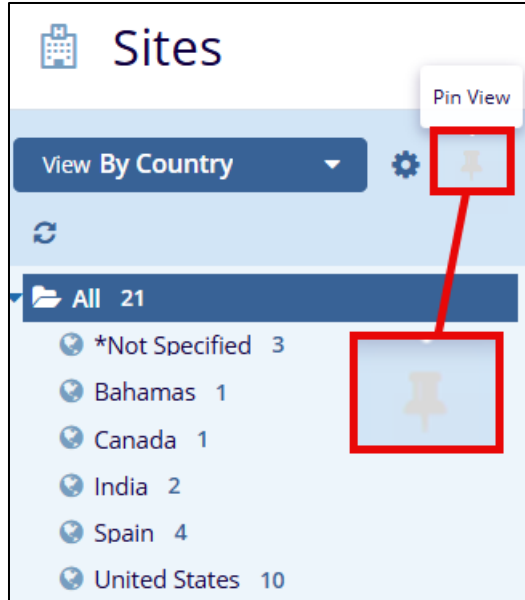 Sites
Pin View
View By Country
All 21
*Not Specified 3
Bahamas 1
Canada 1
India 2
Spain 4
United States 10